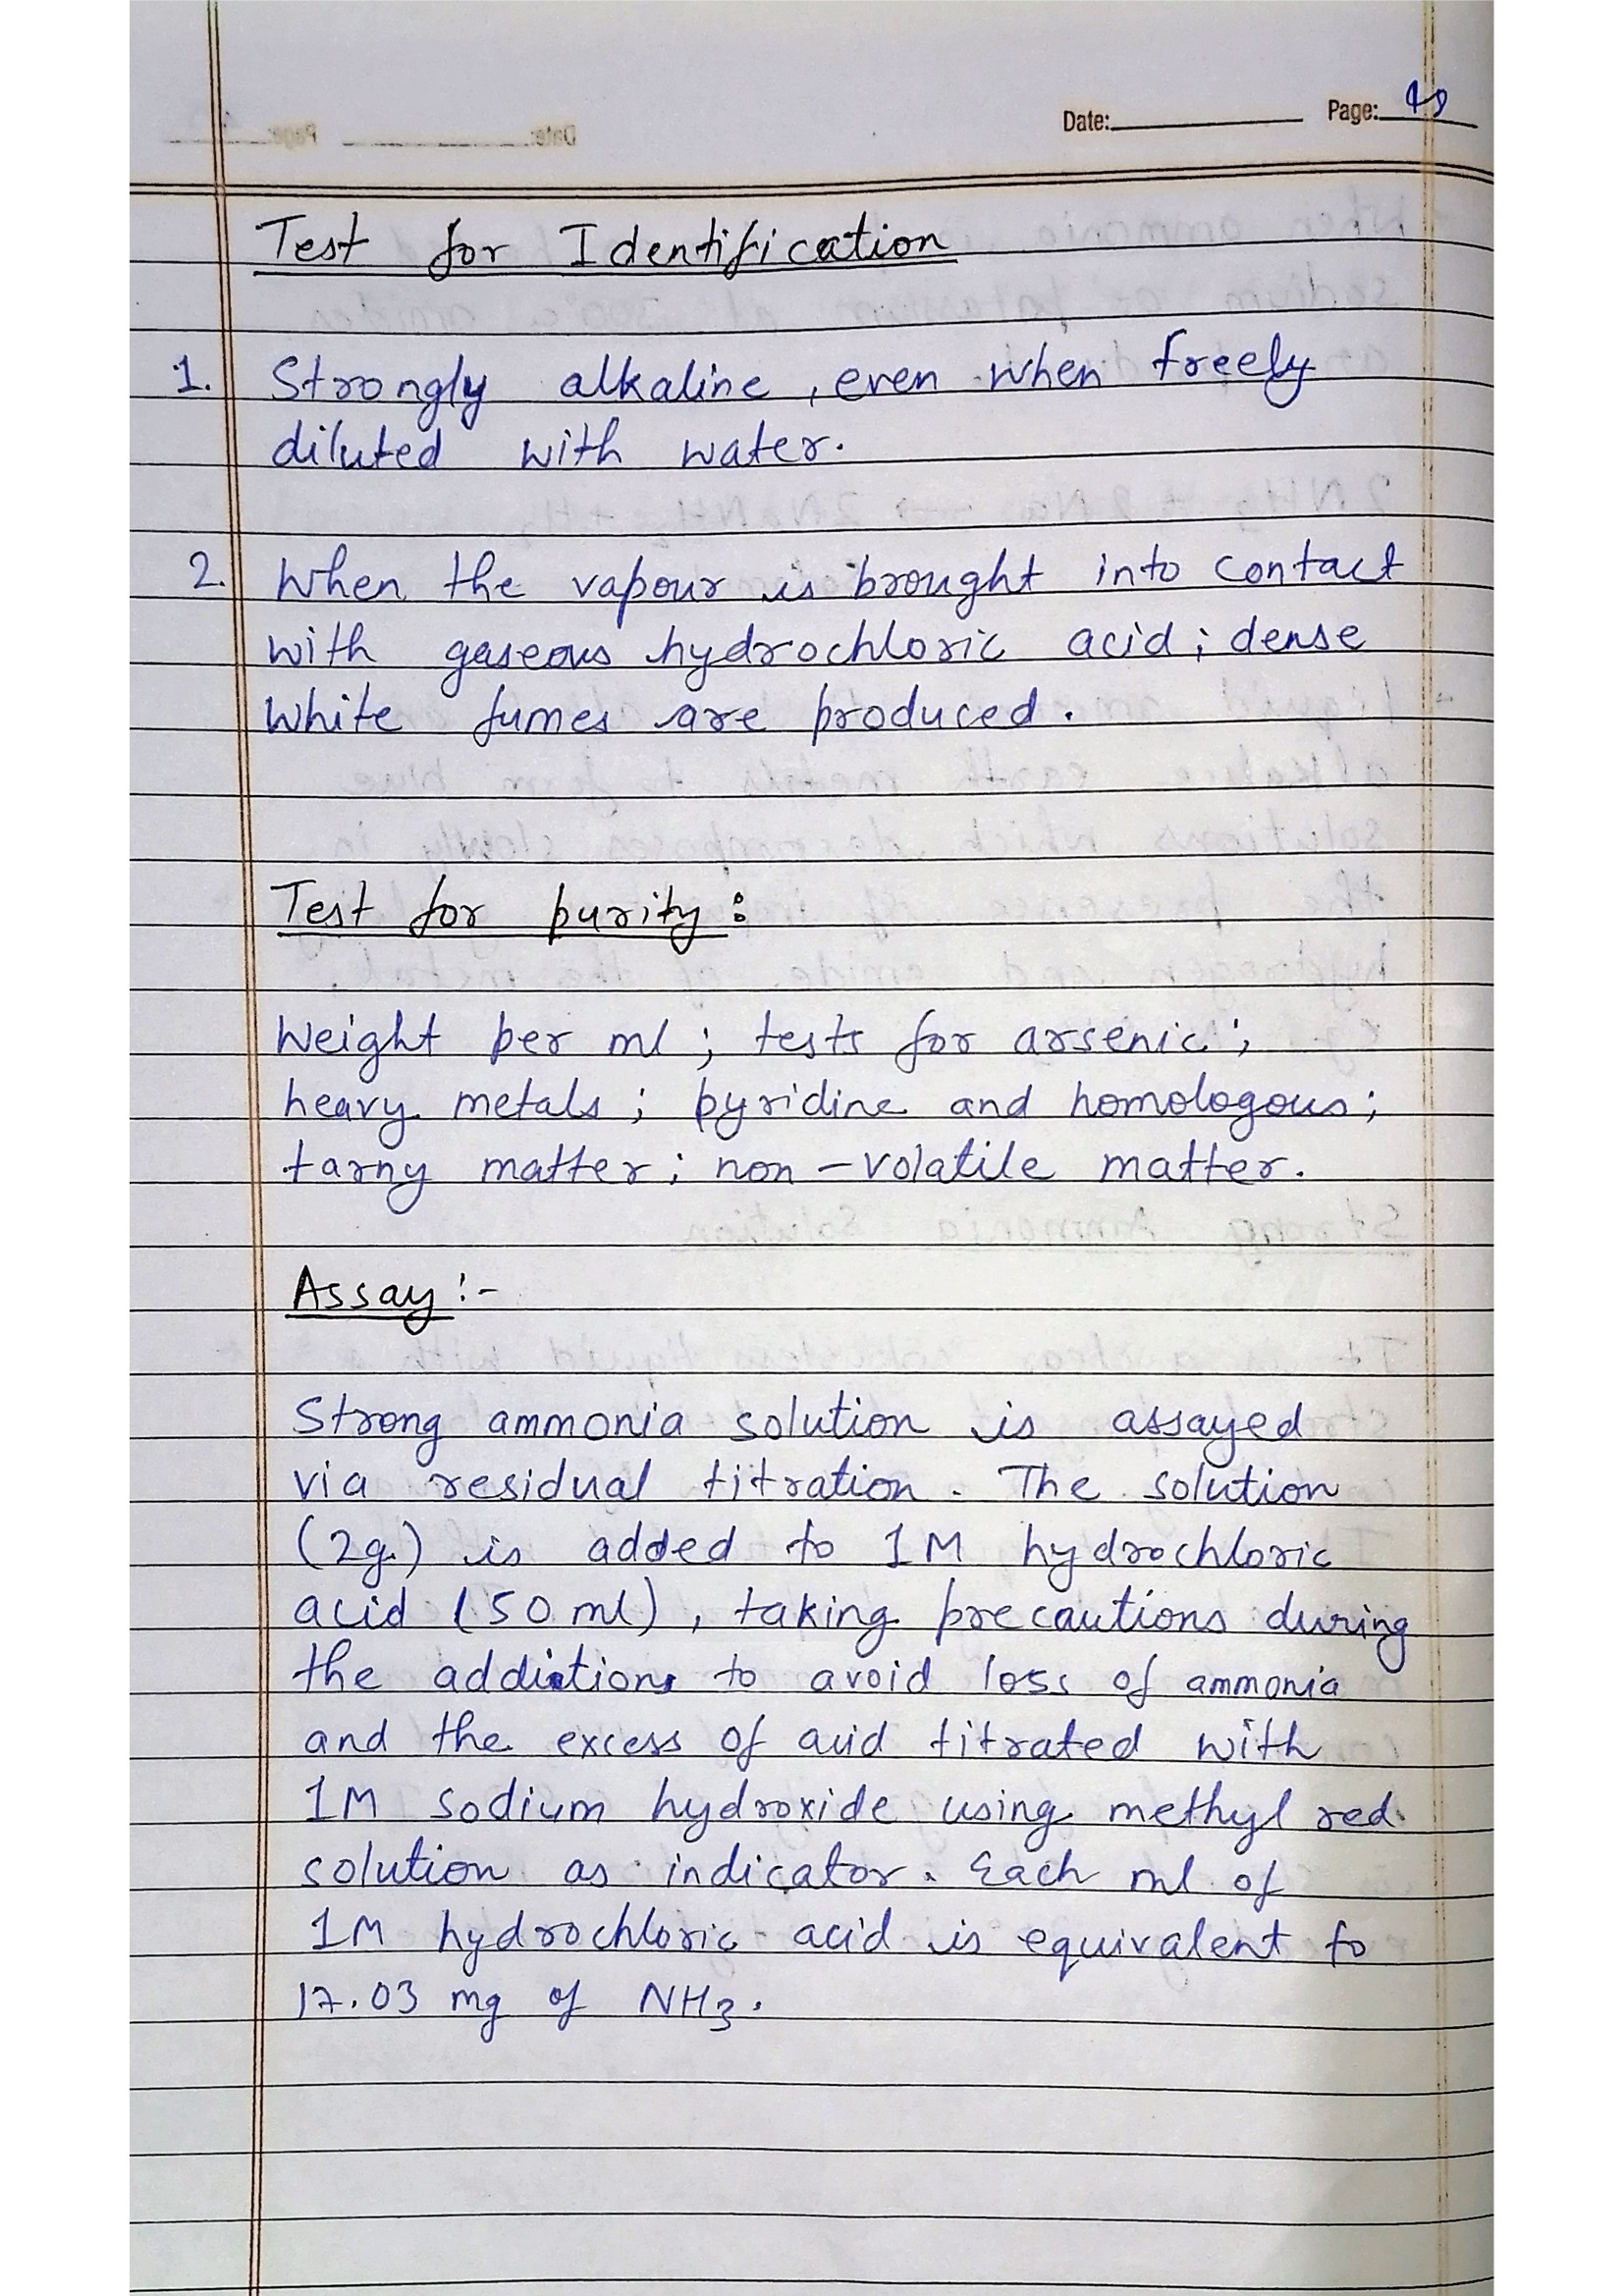 Date: Page: 40
Test for Identification
1. Strongly alkaline, even when freely
diluted with water.
2. When the vapour is brought into contact
with gaseous hydrochloric acid; dense
white fumes are produced.
Test for purity:
Weight per ml; tests for arsenic;
heavy metals; pyridine and homologous;
tarny matter; non-volatile matter.
Assay:-
Strong ammonia solution is assayed
via residual titration. The solution
(2g.) is added to 1M hydrochloric
acid (50 ml), taking precautions during
the addiction to avoid loss of ammonia
and the excess of acid titrated with
1M sodium hydroxide using methyl red
solution as indicator. Each ml of
1M hydrochloric acid is equivalent to
17.03 mg of NH3.